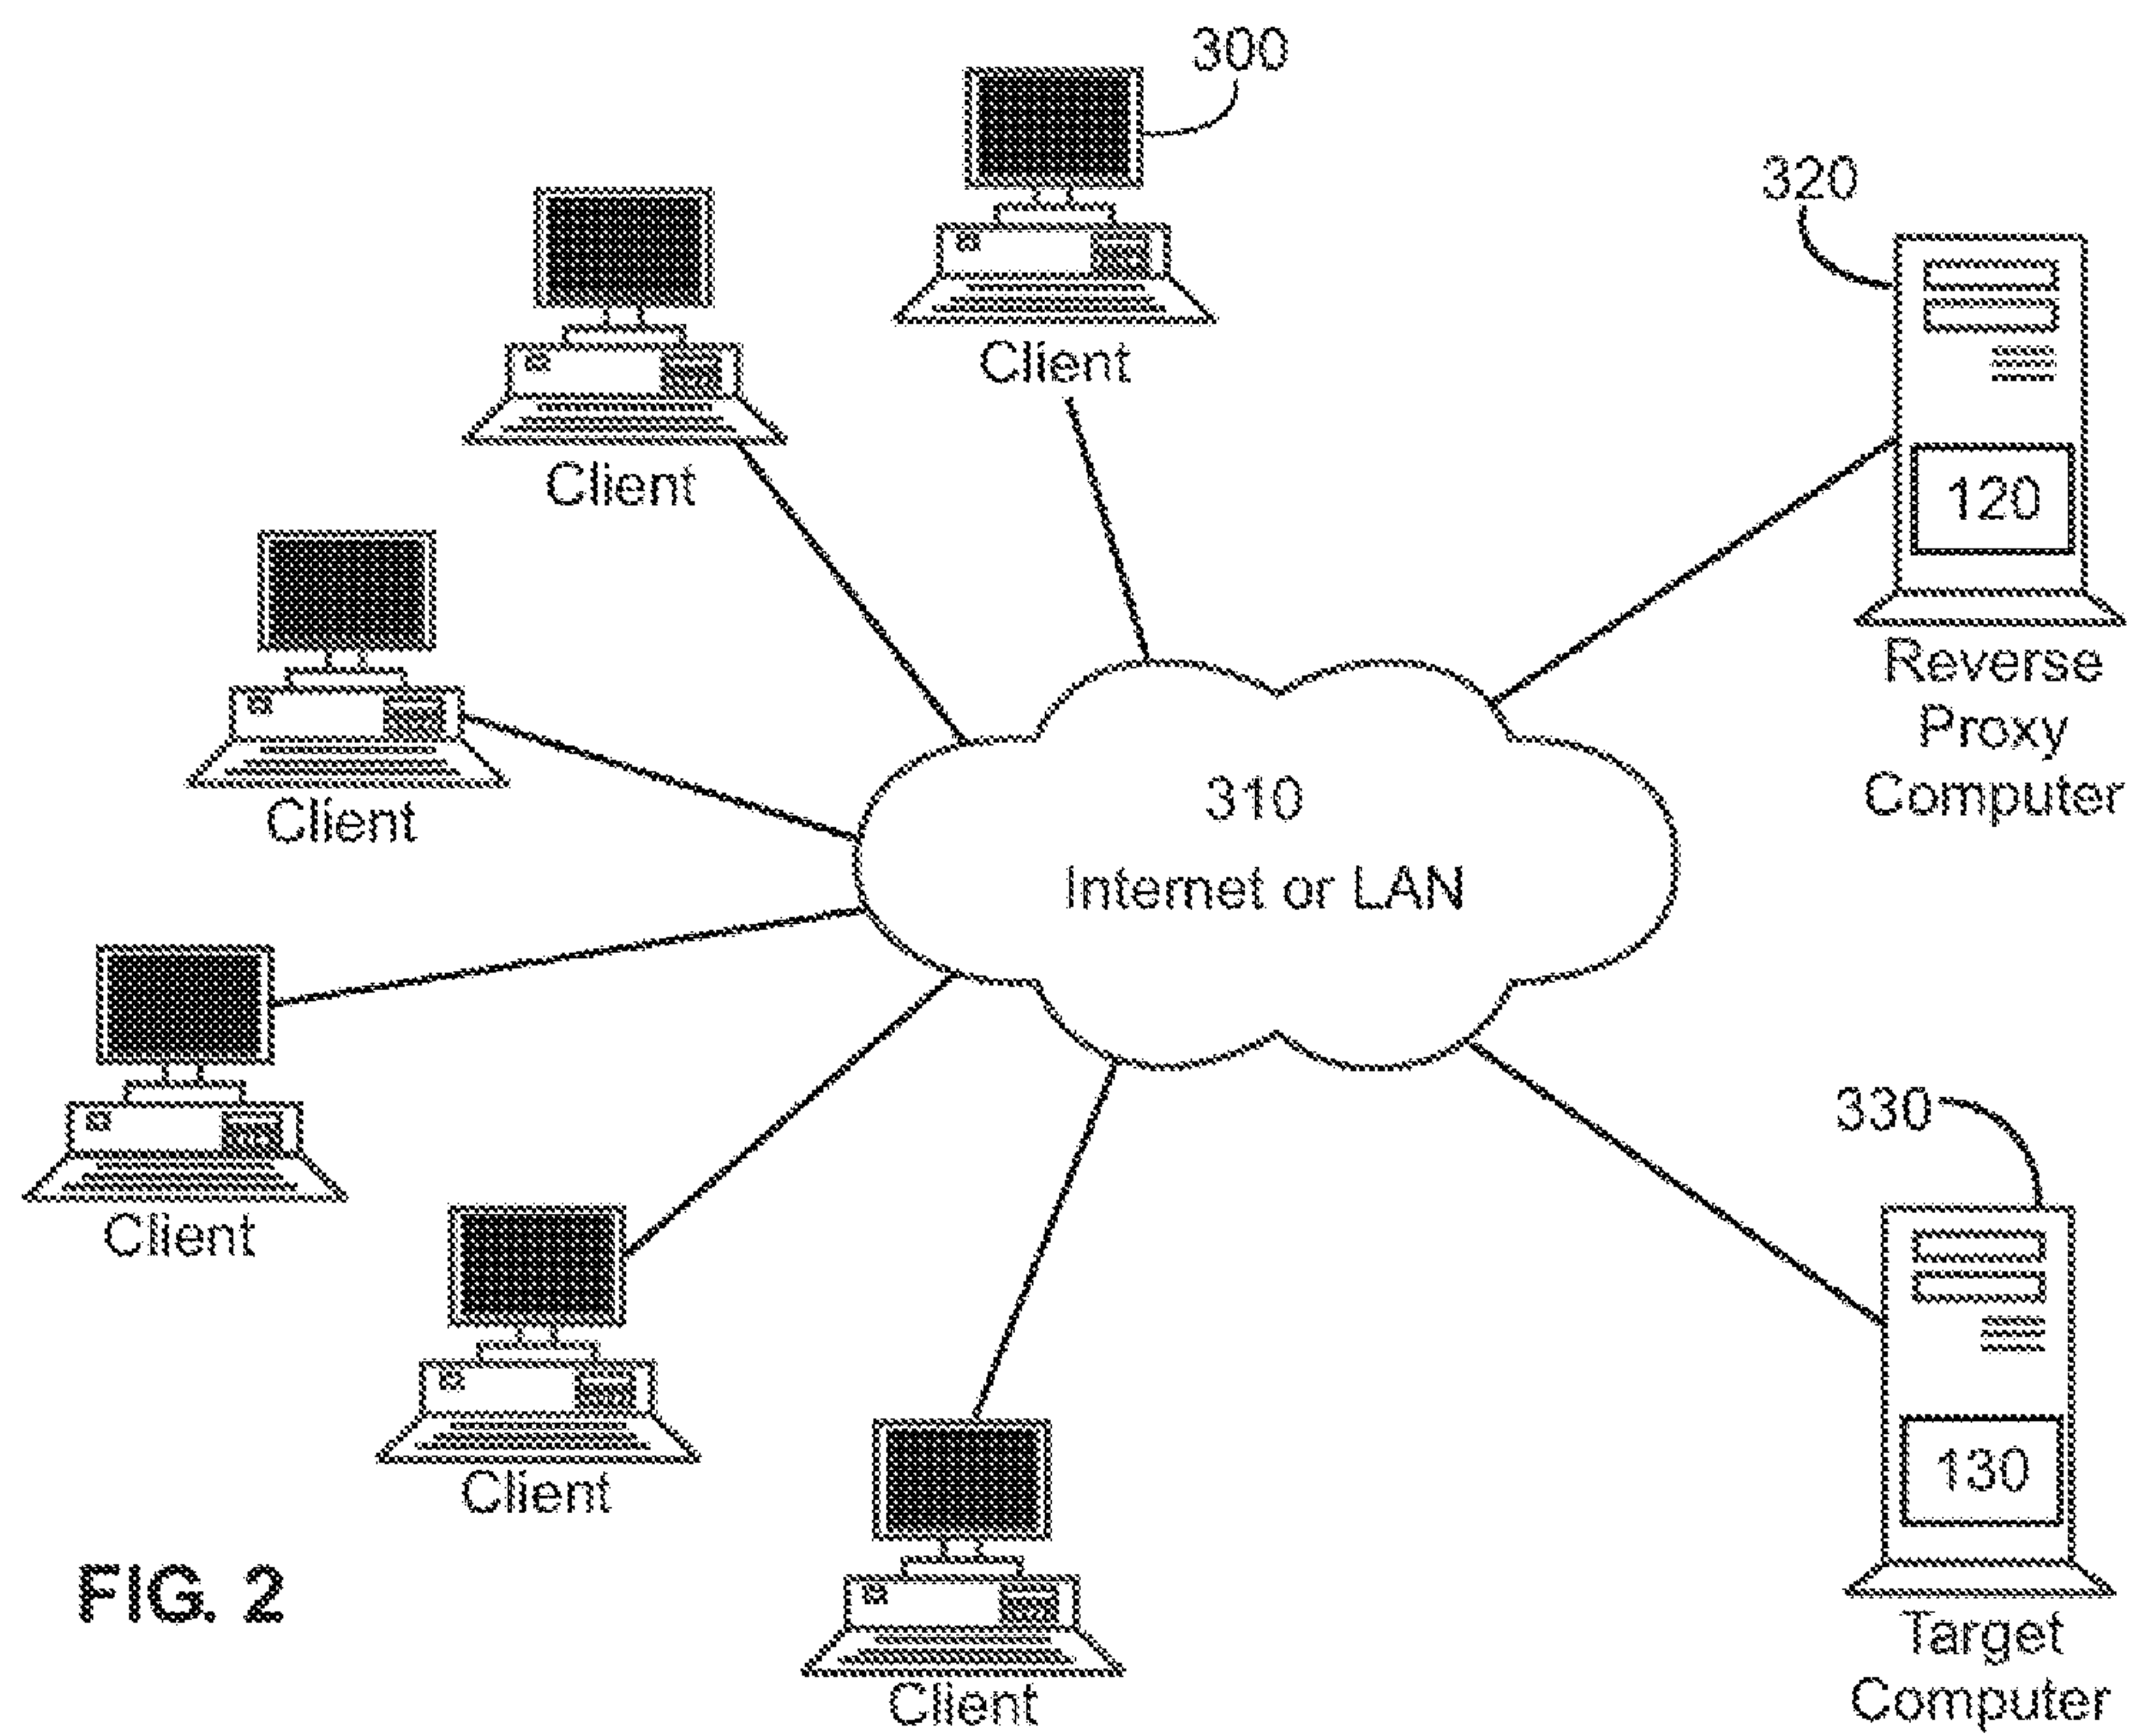 300
Client
320
Client
120
Reverse
Proxy
Computer
Client
310
Internet or LAN
Client
330
Client
130
Client
FIG. 2
Target
Computer